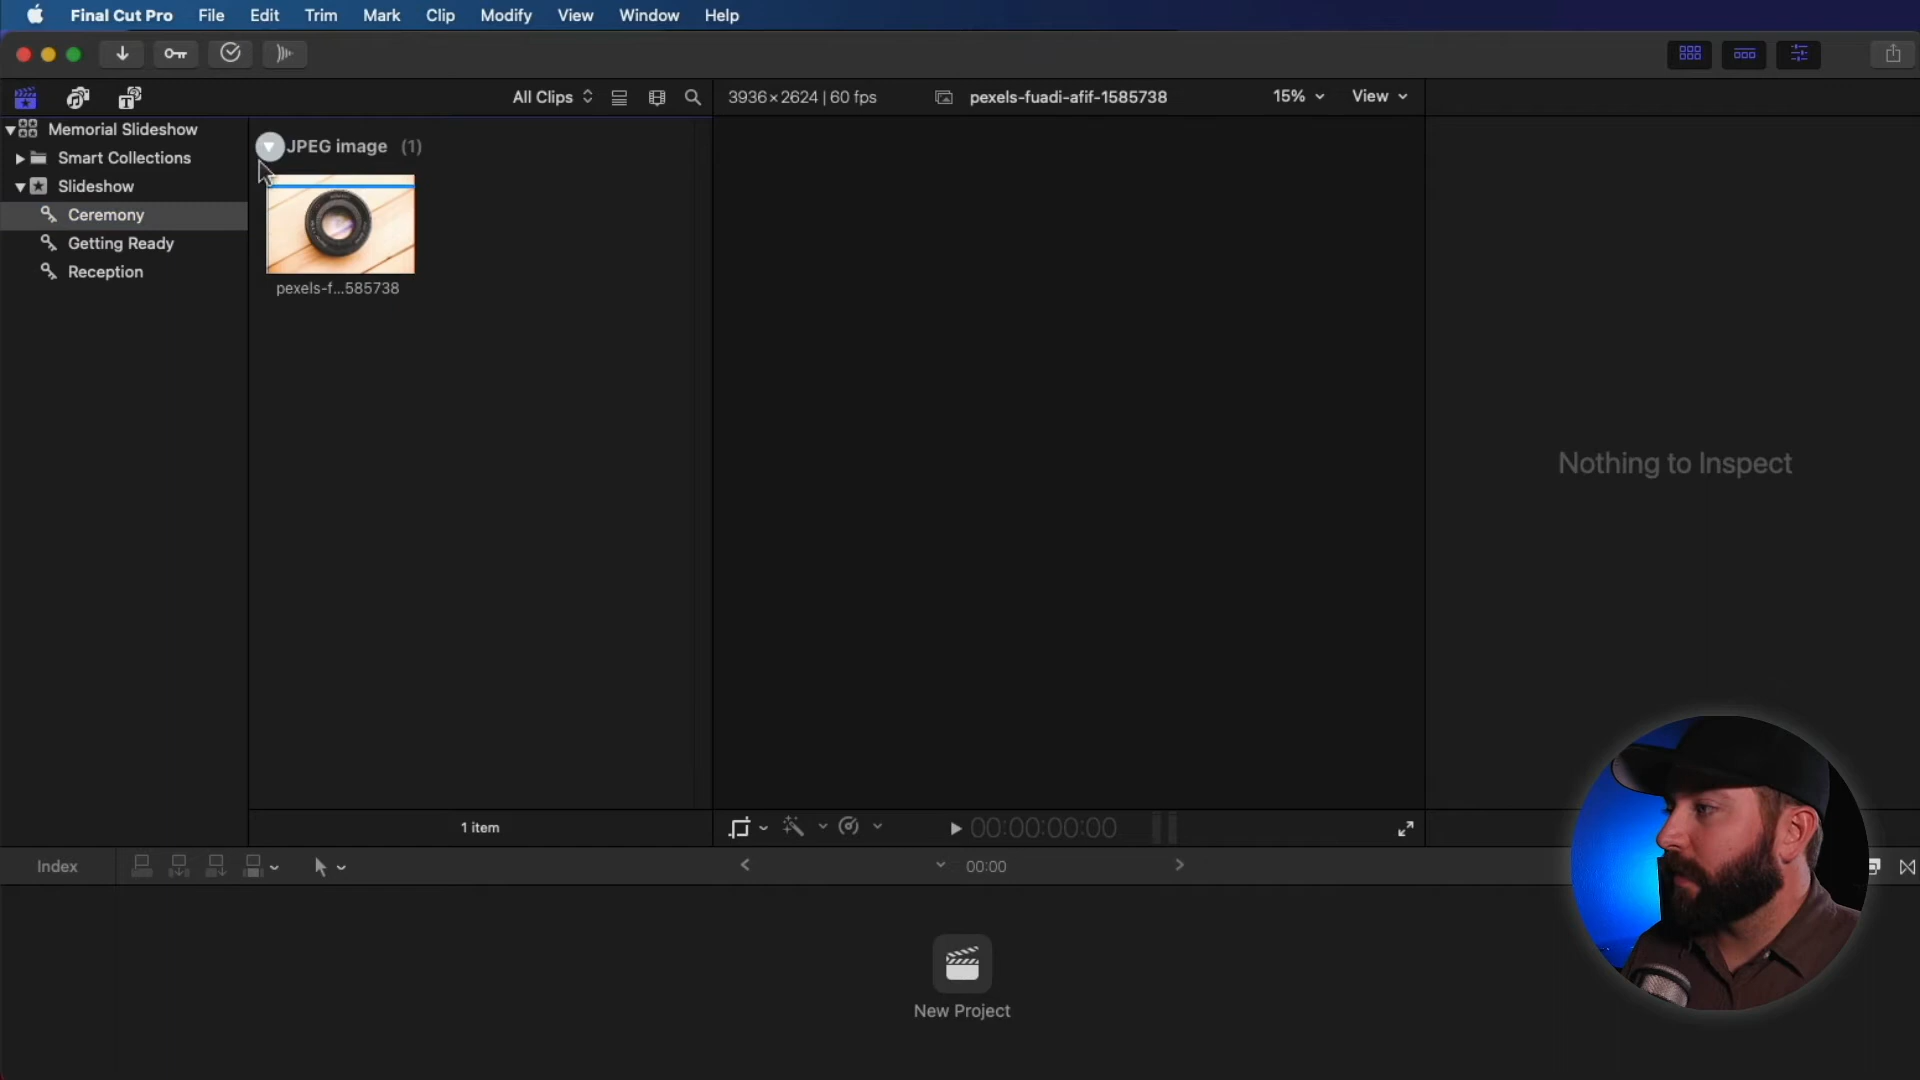 Final Cut Pro File Edit Trim Mark Clip Modify View Window Help
All Clips 3936×2624 | 60 fps pexels-fuadi-afif-1585738 15% View
Memorial Slideshow
Smart Collections
Slideshow
Ceremony
Getting Ready
Reception
JPEG image (1)
pexels-f...585738
Nothing to Inspect
1 item
00:00:00:00
Index
00:00
New Project